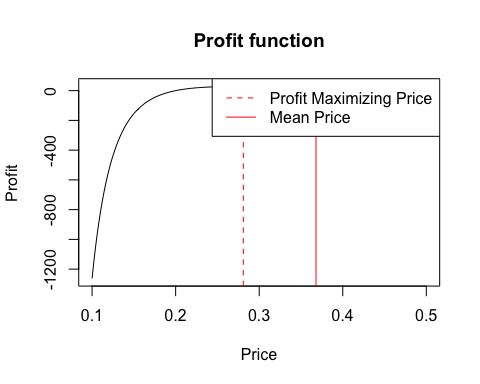 Profit function
Profit Maximizing Price
Mean Price
Profit
0
-400
-800
-1200
0.1 0.2 0.3 0.4 0.5
Price